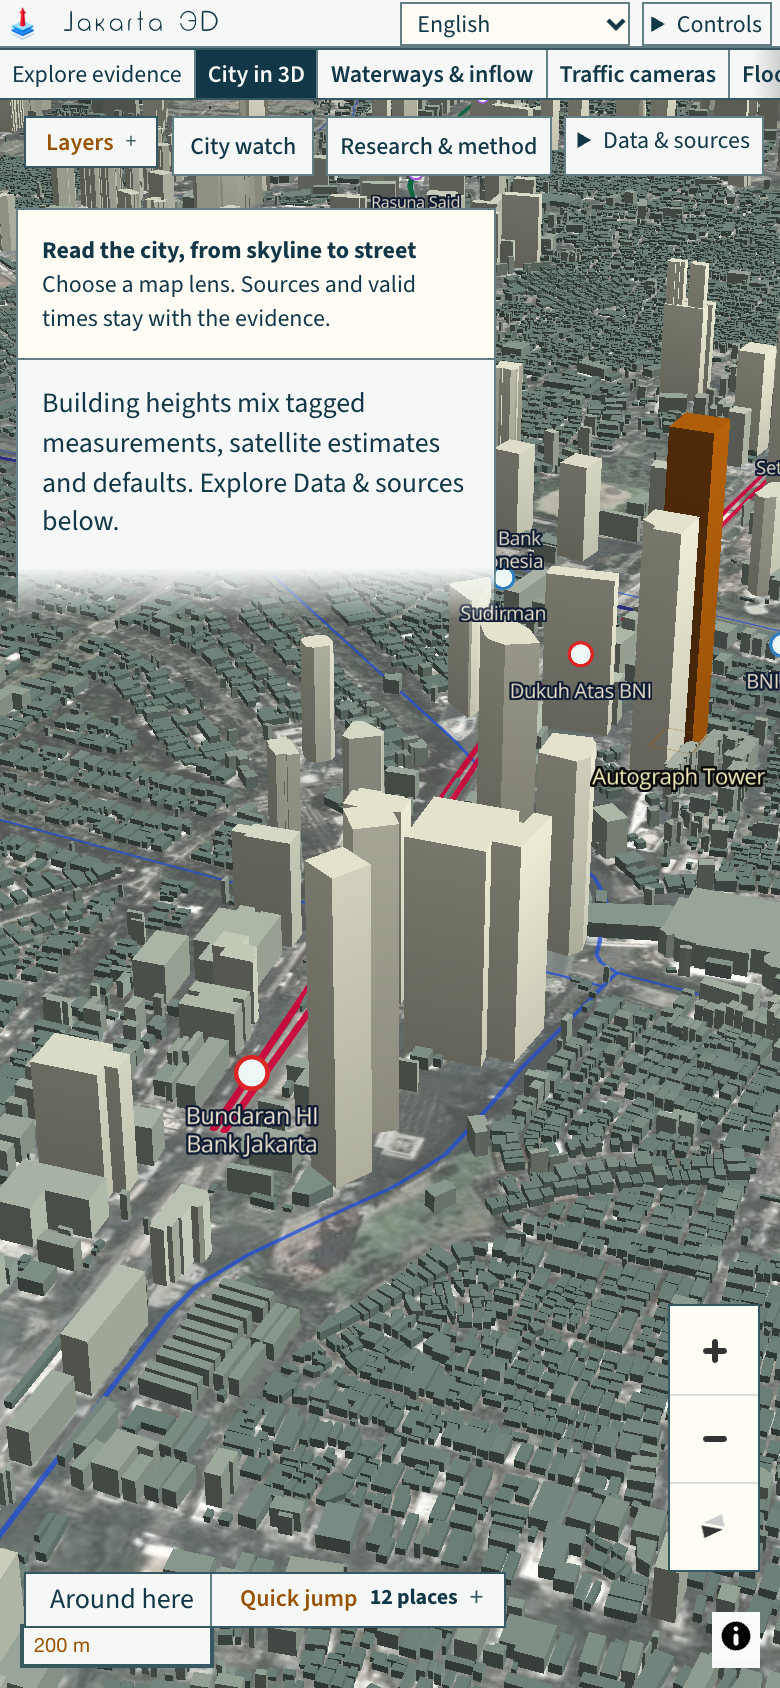 Jakarta 3D
English
Controls
Explore evidence
City in 3D
Waterways & inflow
Traffic cameras
Layers +
City watch
Research & method
Data & sources
Rasuna Said
Read the city, from skyline to street
Choose a map lens. Sources and valid
times stay with the evidence.
Building heights mix tagged
measurements, satellite estimates
and defaults. Explore Data & sources
below.
Bank
Sudirman
Dukuh Atas BNI
Autograph Tower
Bundaran HI
Bank Jakarta
+
−
Around here
Quick jump 12 places +
200 m